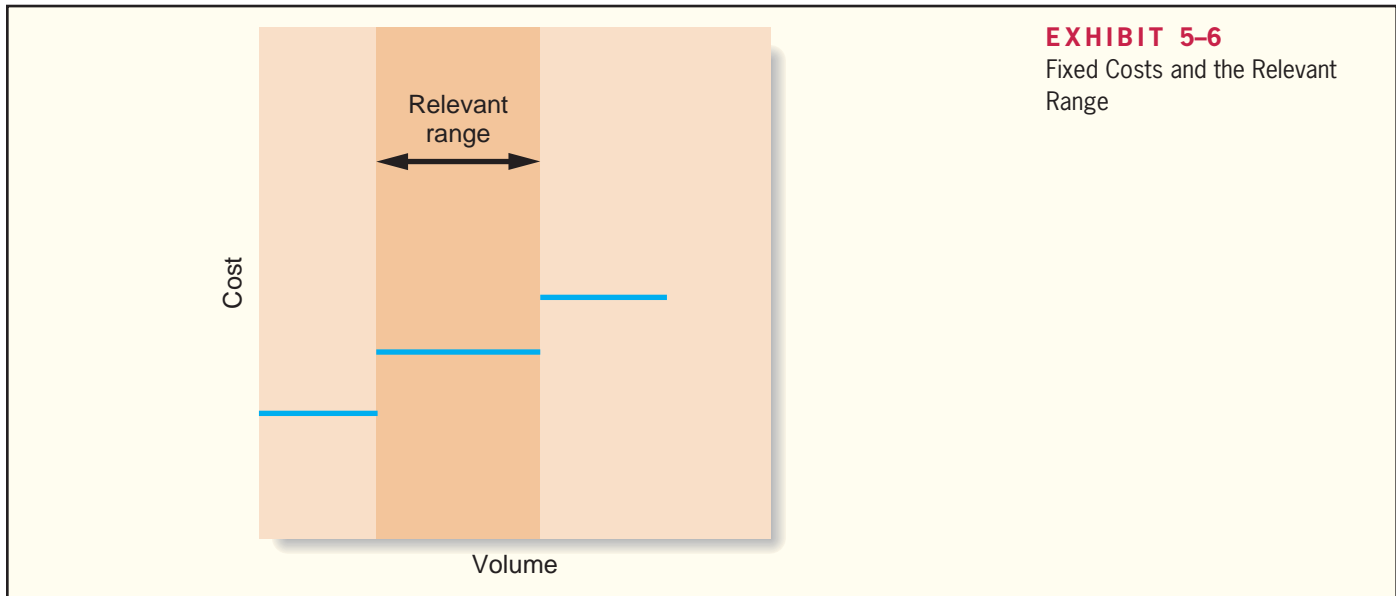 EXHIBIT 5–6
Fixed Costs and the Relevant
Range
Relevant
range
Cost
Volume